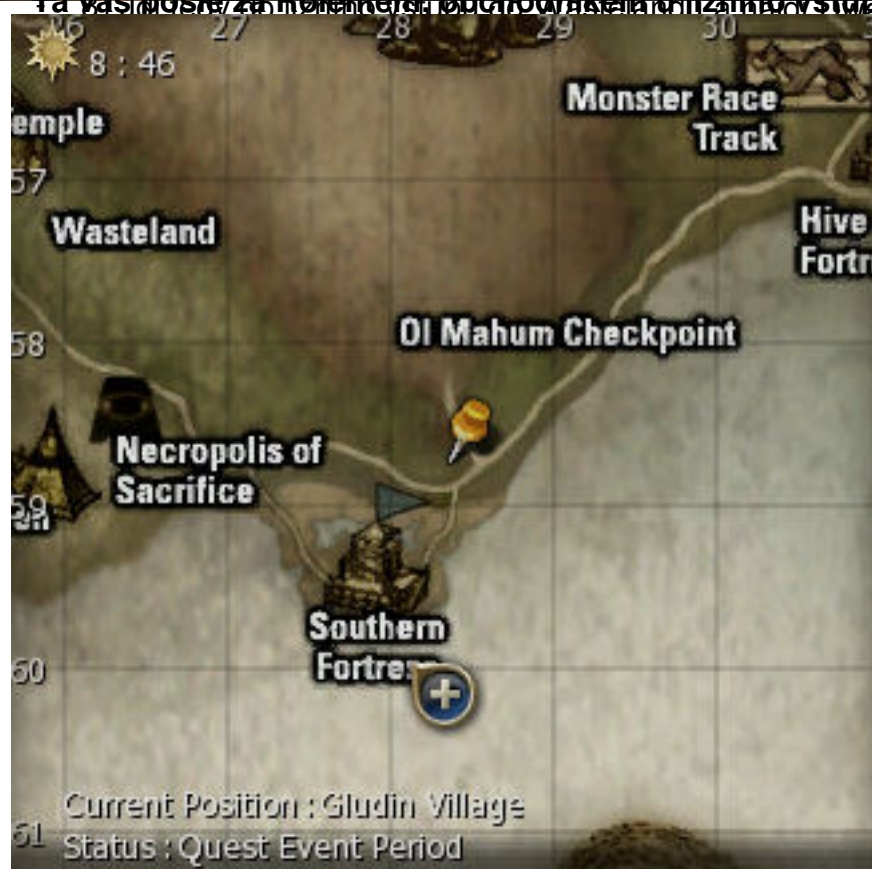 26 27 28 29 30
8 : 46
Monster Race
Track
emple
57
Wasteland
Hive
Fortr
Ol Mahum Checkpoint
58
Necropolis of
Sacrifice
59
Southern
Fortress
60
Current Position : Gludin Village
61
Status : Quest Event Period